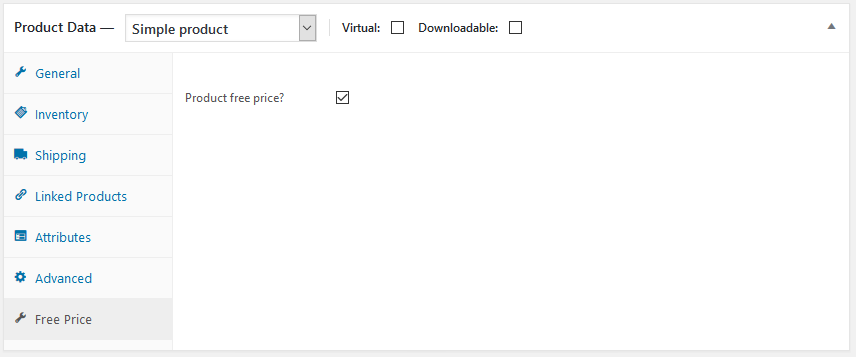 Product Data — Simple product Virtual: Downloadable:
General
Product free price?
Inventory
Shipping
Linked Products
Attributes
Advanced
Free Price